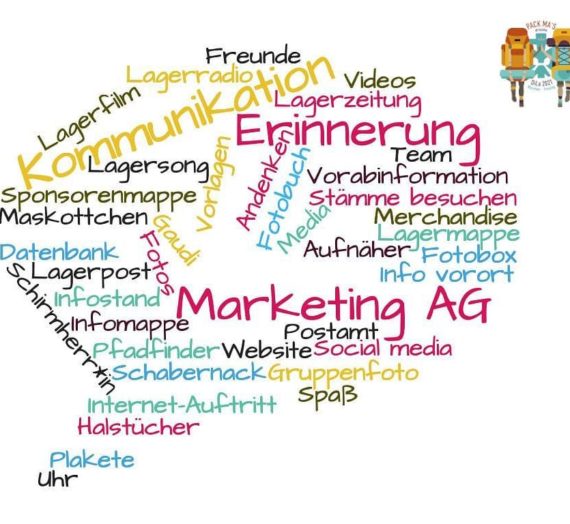 PACK MA'S
DILA 2021
Freunde
Lagerradio
Videos
Lagerfilm
Kommunikation
Lagerzeitung
Erinnerung
Lagersong
Vorlagen
Andenken
Fotobuch
Team
Vorabinformation
Sponsorenmappe
Media
Stämme besuchen
Maskottchen
Gaudi
Merchandise
Lagermappe
Datenbank
Fotos
Aufnäher
Fotobox
Lagerpost
Info vorort
Schirmherr*in
Infostand
Marketing AG
Infomappe
Postamt
Pfadfinder
Website
Social media
Schabernack
Gruppenfoto
Spaß
Internet-Auftritt
Halstücher
Plakete
Uhr